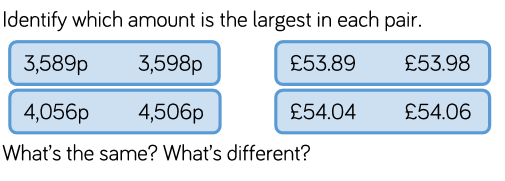 Identify which amount is the largest in each pair.
3,589p 3,598p £53.89 £53.98
4,056p 4,506p £54.04 £54.06
What's the same? What's different?